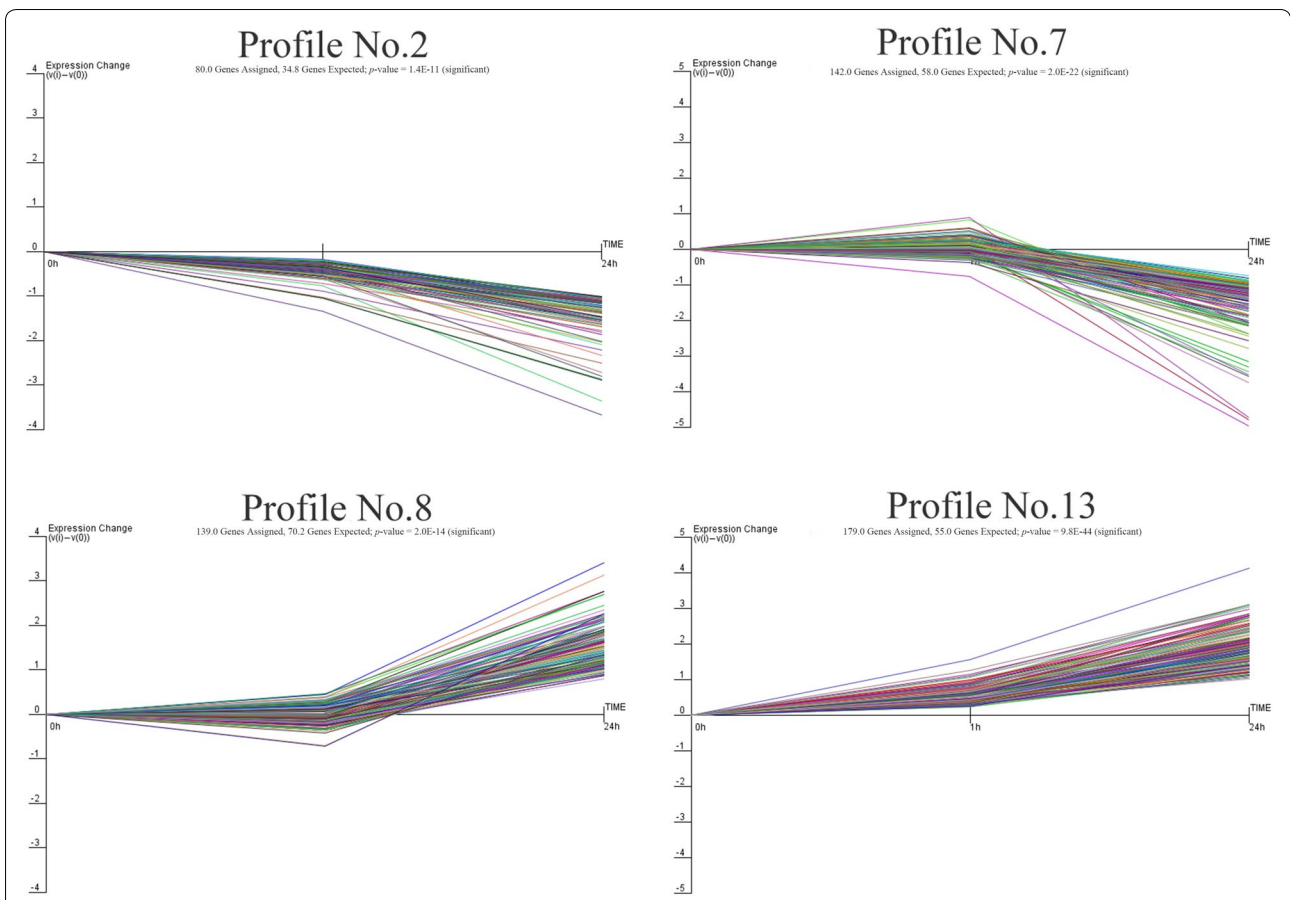 Profile No.2
Expression Change
(v(i)-v(0))
80.0 Genes Assigned, 34.8 Genes Expected; p-value = 1.4E-11 (significant)
4
3
2
1
0
-1
-2
-3
-4
0h
TIME
24h
Profile No.7
Expression Change
(v(i)-v(0))
142.0 Genes Assigned, 58.0 Genes Expected; p-value = 2.0E-22 (significant)
5
4
3
2
1
0
-1
-2
-3
-4
-5
0h
TIME
24h
Profile No.8
Expression Change
(v(i)-v(0))
139.0 Genes Assigned, 70.2 Genes Expected; p-value = 2.0E-14 (significant)
4
3
2
1
0
-1
-2
-3
-4
0h
TIME
24h
Profile No.13
Expression Change
(v(i)-v(0))
179.0 Genes Assigned, 55.0 Genes Expected; p-value = 9.8E-44 (significant)
5
4
3
2
1
0
-1
-2
-3
-4
-5
0h
1h
TIME
24h